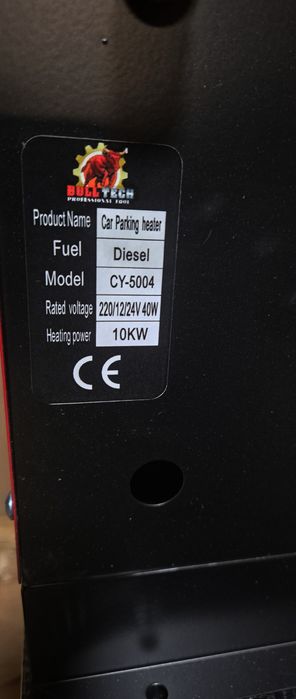 BULL TECH
PROFESSIONAL TOOL
Product Name Car Parking heater
Fuel Diesel
Model CY-5004
Rated voltage 220/12/24V 40W
Heating power 10KW
CE